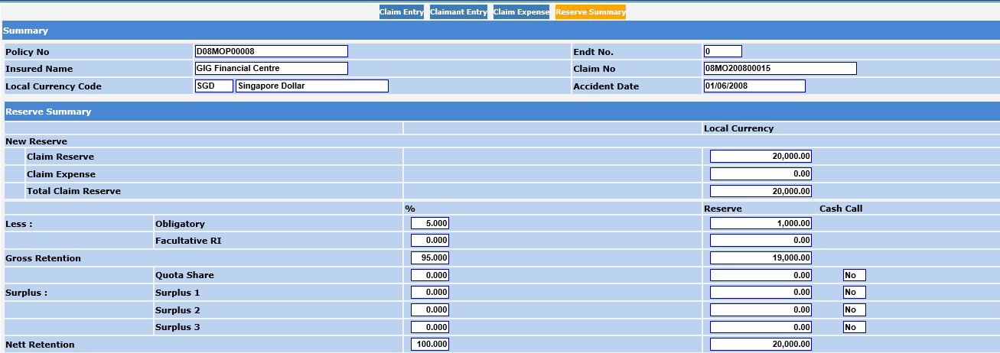 Claim Entry Claimant Entry Claim Expense Reserve Summary
Summary
Policy No D08MOP00008 Endt No. 0
Insured Name GIG Financial Centre Claim No 08MO200800015
Local Currency Code SGD Singapore Dollar Accident Date 01/06/2008
Reserve Summary
Local Currency
New Reserve
Claim Reserve 20,000.00
Claim Expense 0.00
Total Claim Reserve 20,000.00
% Reserve Cash Call
Less : Obligatory 5.000 1,000.00
Facultative RI 0.000 0.00
Gross Retention 95.000 19,000.00
Quota Share 0.000 0.00 No
Surplus : Surplus 1 0.000 0.00 No
Surplus 2 0.000 0.00 No
Surplus 3 0.000 0.00 No
Nett Retention 100.000 20,000.00